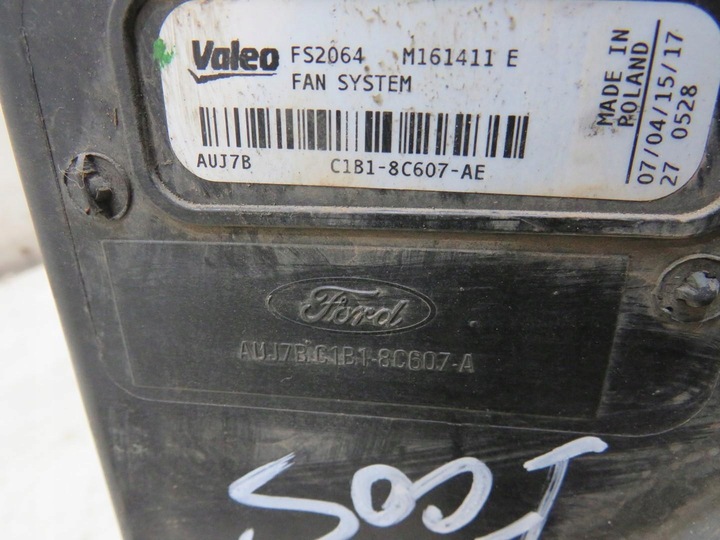 Valeo FS2064 M161411 E
FAN SYSTEM
AUJ7B C1B1-8C607-AE
MADE IN
POLAND
07/04/15/17
27 0528
Ford
AUJ7B C1B1-8C607-A